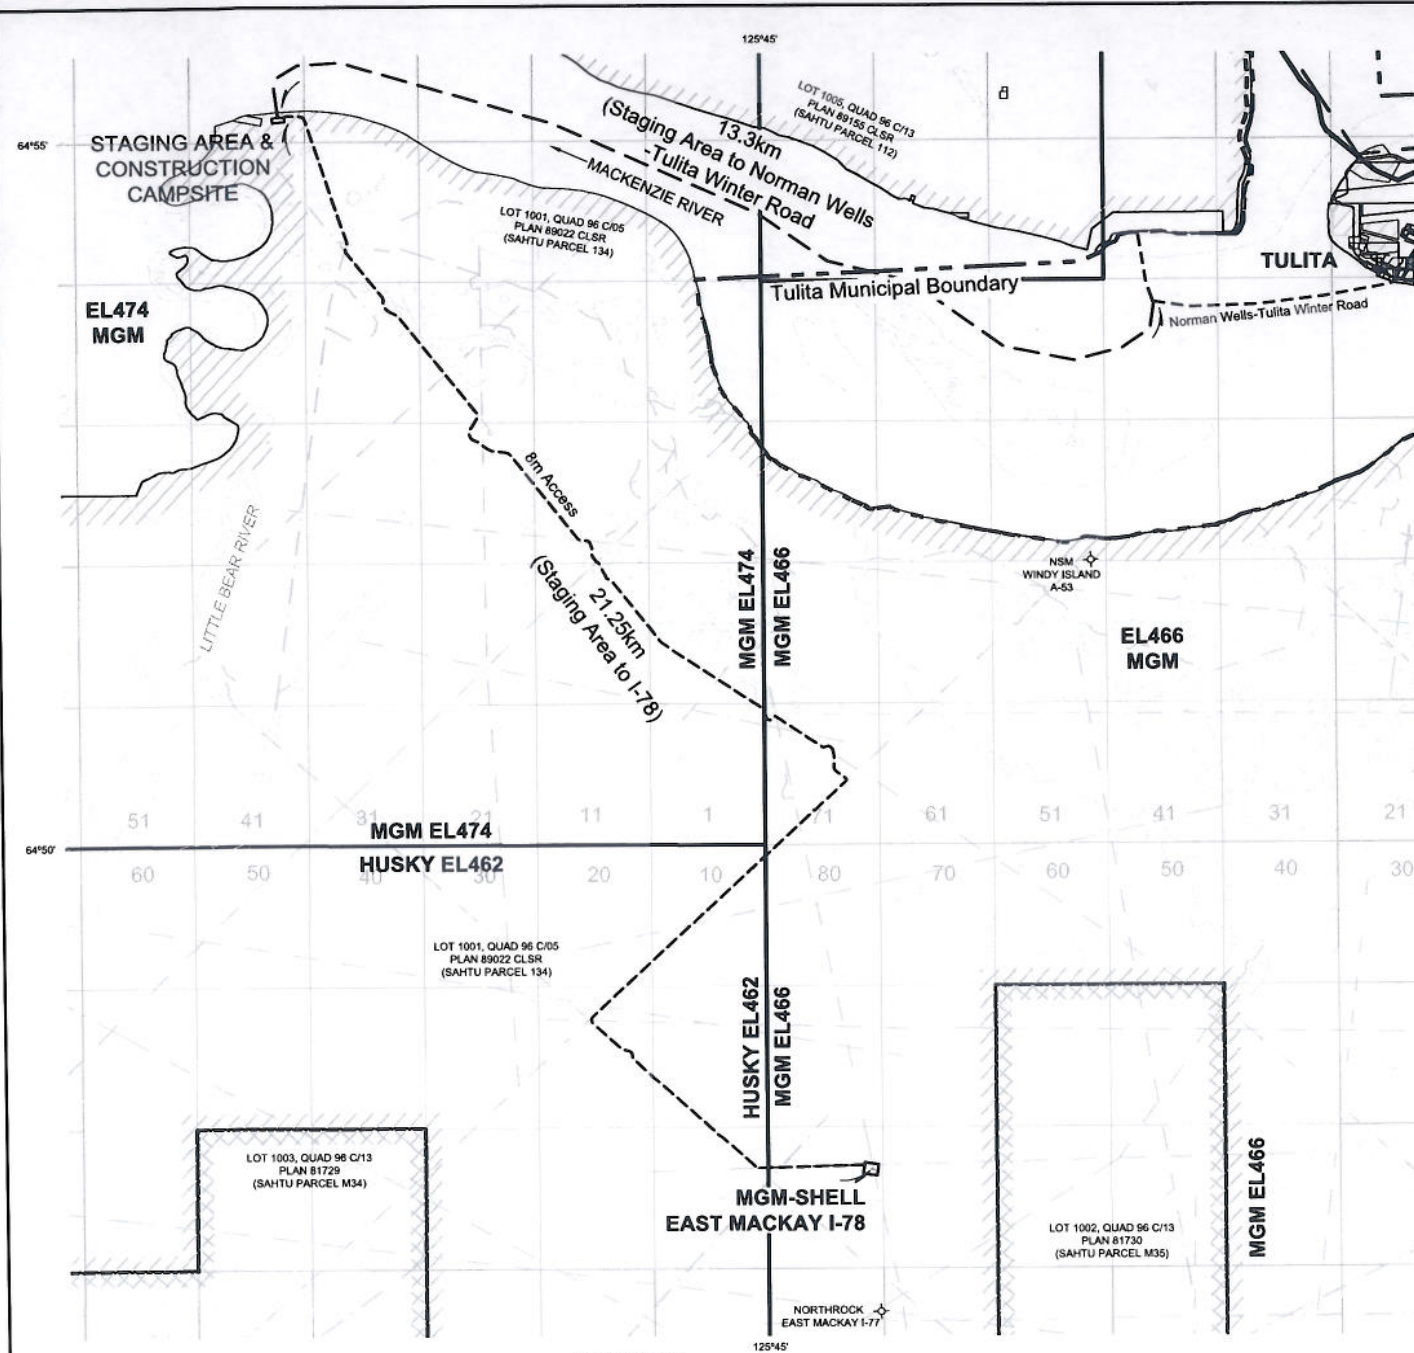 125°45'
LOT 1005, QUAD 96 C/13
PLAN 89155 CLSR
(SAHTU PARCEL 112)
13.3km
(Staging Area to Norman Wells
-Tulita Winter Road
MACKENZIE RIVER
64°55'
STAGING AREA &
CONSTRUCTION
CAMPSITE
LOT 1001, QUAD 96 C/05
PLAN 89022 CLSR
(SAHTU PARCEL 134)
TULITA
Tulita Municipal Boundary
Norman Wells-Tulita Winter Road
EL474
MGM
8m Access
LITTLE BEAR RIVER
21.25km
(Staging Area to I-78)
MGM EL474
MGM EL466
NSM
WINDY ISLAND
A-53
EL466
MGM
51 41 31 21 11 1 71 61 51 41 31 21
MGM EL474
64°50'
HUSKY EL462
60 50 40 30 20 10 80 70 60 50 40 30
LOT 1001, QUAD 96 C/05
PLAN 89022 CLSR
(SAHTU PARCEL 134)
HUSKY EL462
MGM EL466
LOT 1003, QUAD 96 C/13
PLAN 81729
(SAHTU PARCEL M34)
MGM-SHELL
EAST MACKAY I-78
LOT 1002, QUAD 96 C/13
PLAN 81730
(SAHTU PARCEL M35)
MGM EL466
NORTHROCK
EAST MACKAY I-77
125°45'